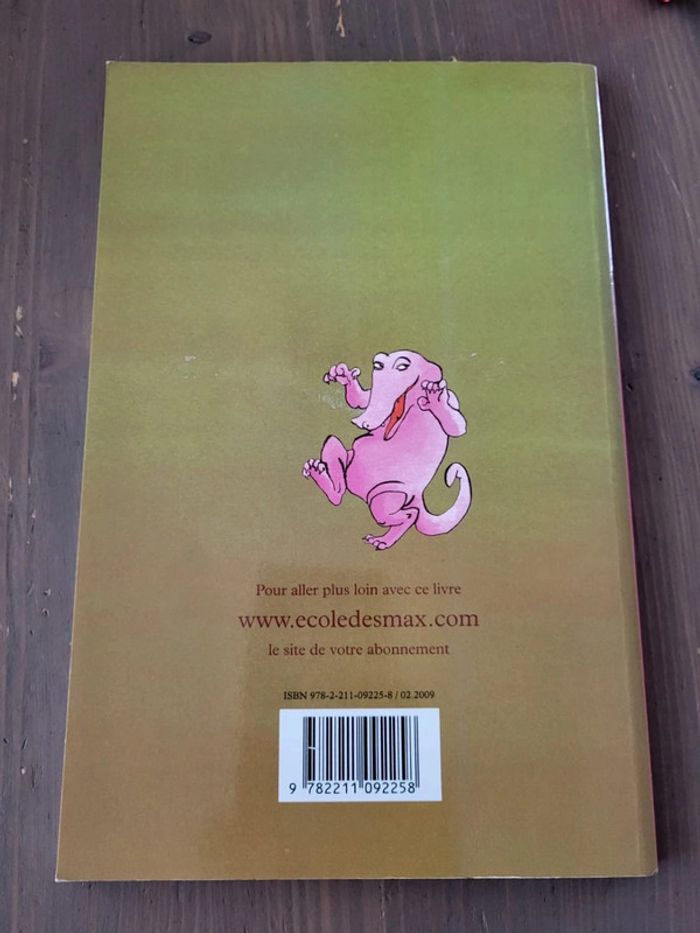 Pour aller plus loin avec ce livre
www.ecoledesmax.com
le site de votre abonnement
ISBN 978-2-211-09225-8 / 02.2009
9 782211 092258